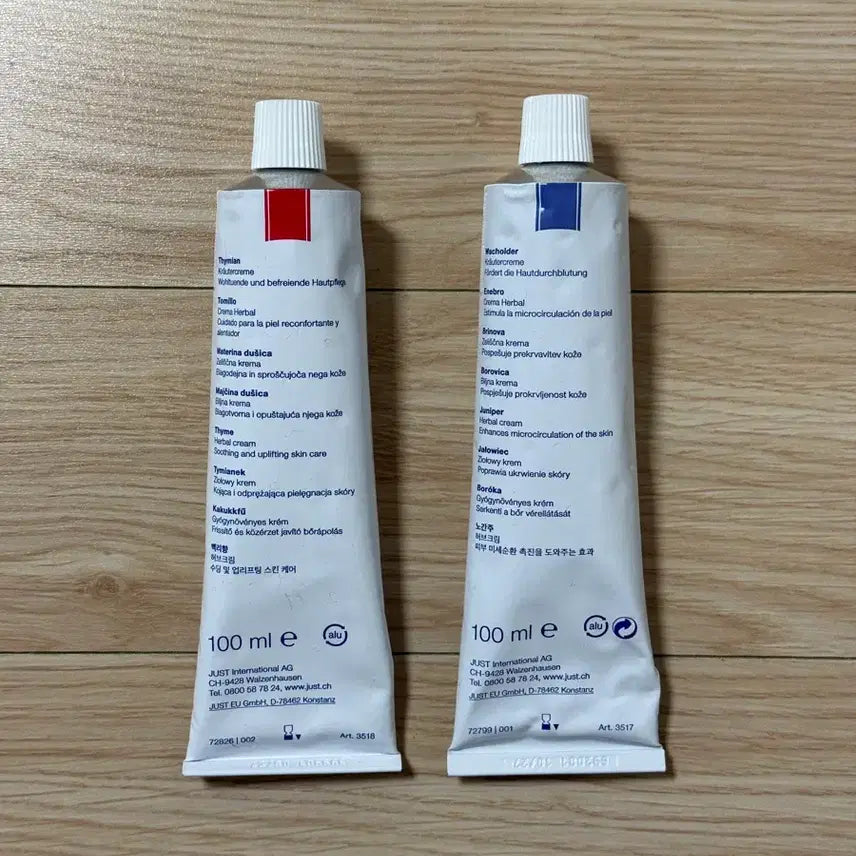 Thymian
Kräutercreme
Wohltuende und befreiende Hautpflege
Tomillo
Crema Herbal
Cuidado para la piel reconfortante y
alentador
Materina dušica
Zeliščna krema
Blagodejna in sproščujoča nega kože
Majčina dušica
Biljna krema
Blagotvorna i opuštajuća njega kože
Thyme
Herbal cream
Soothing and uplifting skin care
Tymianek
Ziołowy krem
Kojąca i odprężająca pielęgnacja skóry
Kakukkfű
Gyógynövényes krém
Frissítő és közérzet javító bőrápolás
백리향
허브크림
수딩 및 업리프팅 스킨 케어
100 ml e
alu
JUST International AG
CH-9428 Walzenhausen
Tel. 0800 58 78 24, www.just.ch
JUST EU GmbH, D-78462 Konstanz
72826 | 002
Art. 3518
Wacholder
Kräutercreme
Fördert die Hautdurchblutung
Enebro
Crema Herbal
Estimula la microcirculación de la piel
Brinova
Zeliščna krema
Pospešuje prekrvavitev kože
Borovica
Biljna krema
Pospješuje prokrvljenost kože
Juniper
Herbal cream
Enhances microcirculation of the skin
Jałowiec
Ziołowy krem
Poprawia ukrwienie skóry
Boróka
Gyógynövényes krém
Serkenti a bőr vérellátását
노간주
허브크림
피부 미세순환 촉진을 도와주는 효과
100 ml e
alu
JUST International AG
CH-9428 Walzenhausen
Tel. 0800 58 78 24, www.just.ch
JUST EU GmbH, D-78462 Konstanz
72799 | 001
Art. 3517